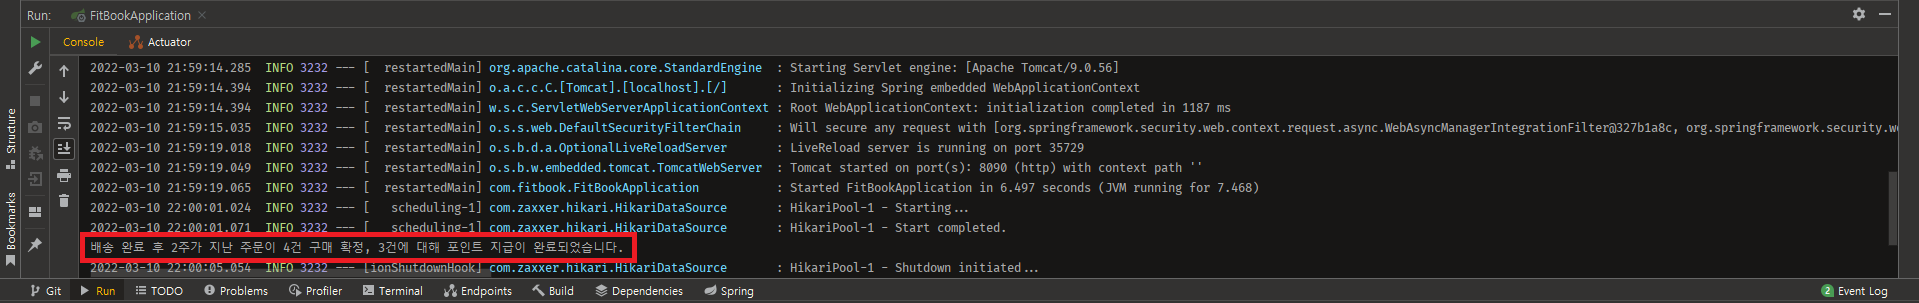 Run: FitBookApplication
Console Actuator
2022-03-10 21:59:14.285 INFO 3232 --- [ restartedMain] org.apache.catalina.core.StandardEngine : Starting Servlet engine: [Apache Tomcat/9.0.56]
2022-03-10 21:59:14.394 INFO 3232 --- [ restartedMain] o.a.c.c.C.[Tomcat].[localhost].[/] : Initializing Spring embedded WebApplicationContext
2022-03-10 21:59:14.394 INFO 3232 --- [ restartedMain] w.s.c.ServletWebServerApplicationContext : Root WebApplicationContext: initialization completed in 1187 ms
2022-03-10 21:59:15.035 INFO 3232 --- [ restartedMain] o.s.s.web.DefaultSecurityFilterChain : Will secure any request with [org.springframework.security.web.context.request.async.WebAsyncManagerIntegrationFilter@327b1a8c, org.springframework.security.w
2022-03-10 21:59:19.018 INFO 3232 --- [ restartedMain] o.s.b.d.a.OptionalLiveReloadServer : LiveReload server is running on port 35729
2022-03-10 21:59:19.049 INFO 3232 --- [ restartedMain] o.s.b.w.embedded.tomcat.TomcatWebServer : Tomcat started on port(s): 8090 (http) with context path ''
2022-03-10 21:59:19.065 INFO 3232 --- [ restartedMain] com.fitbook.FitBookApplication : Started FitBookApplication in 6.497 seconds (JVM running for 7.468)
2022-03-10 22:00:01.024 INFO 3232 --- [ scheduling-1] com.zaxxer.hikari.HikariDataSource : HikariPool-1 - Starting...
2022-03-10 22:00:01.071 INFO 3232 --- [ scheduling-1] com.zaxxer.hikari.HikariDataSource : HikariPool-1 - Start completed.
배송 완료 후 2주가 지난 주문이 4건 구매 확정, 3건에 대해 포인트 지급이 완료되었습니다.
2022-03-10 22:00:05.054 INFO 3232 --- [ionShutdownHook] com.zaxxer.hikari.HikariDataSource : HikariPool-1 - Shutdown initiated...
Structure
Bookmarks
Git Run TODO Problems Profiler Terminal Endpoints Build Dependencies Spring 2 Event Log